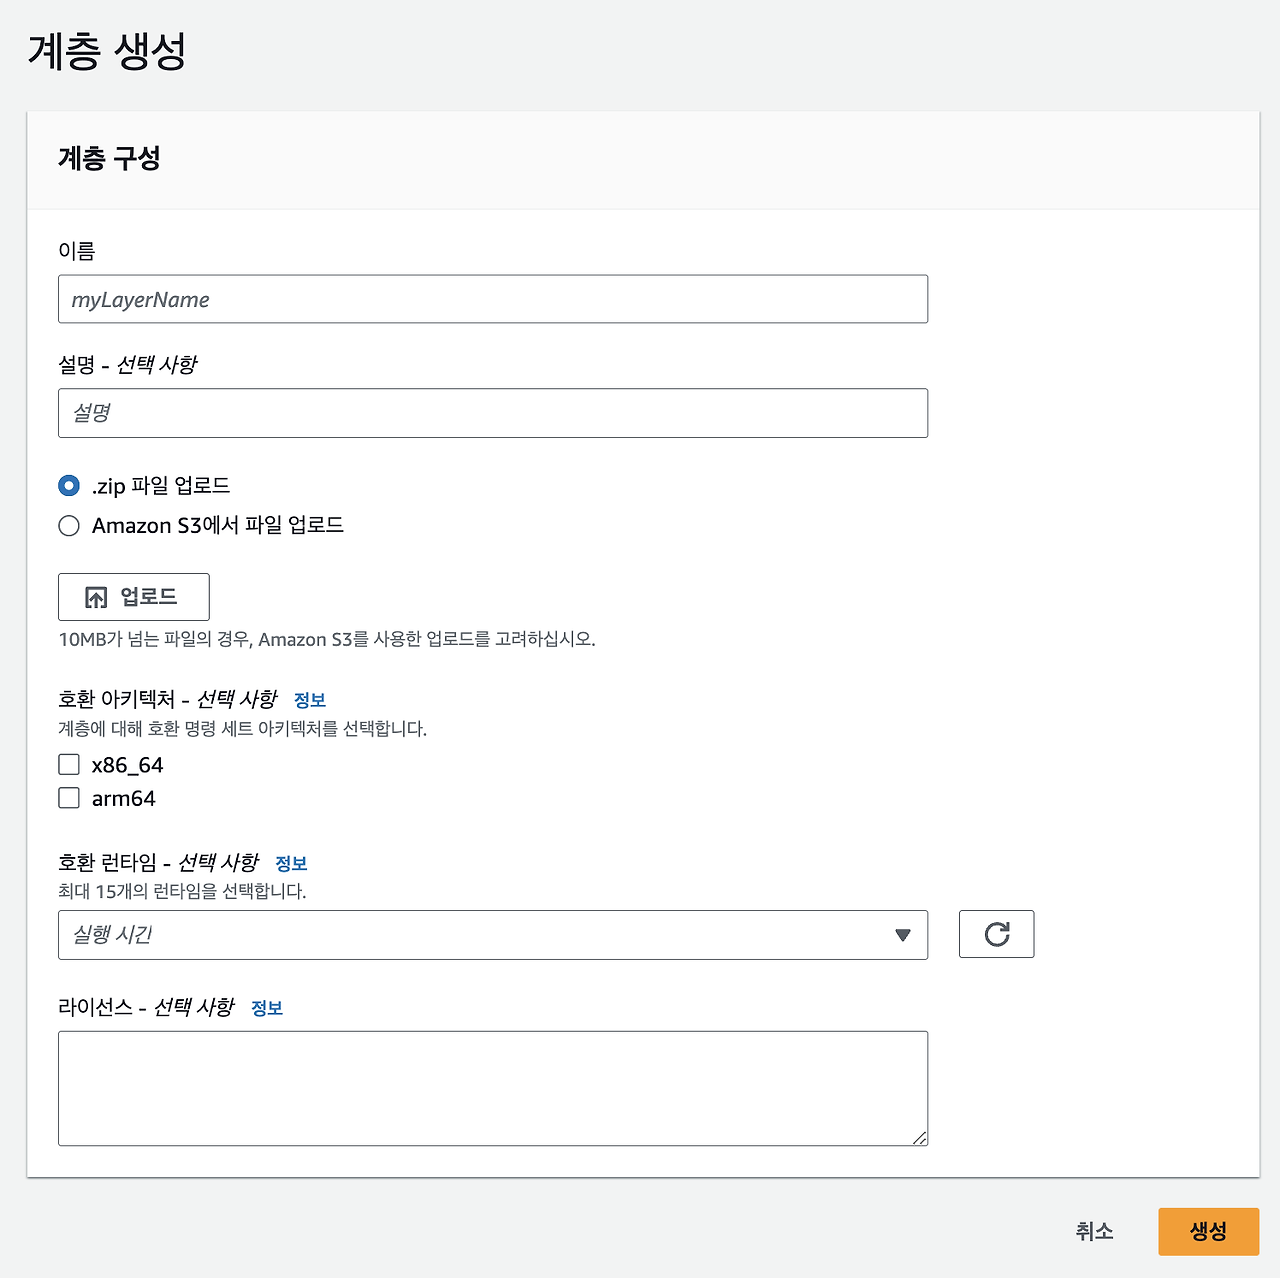 계층 생성
계층 구성
이름
myLayerName
설명 - 선택 사항
설명
.zip 파일 업로드
Amazon S3에서 파일 업로드
업로드
10MB가 넘는 파일의 경우, Amazon S3를 사용한 업로드를 고려하십시오.
호환 아키텍처 - 선택 사항 정보
계층에 대해 호환 명령 세트 아키텍처를 선택합니다.
x86_64
arm64
호환 런타임 - 선택 사항 정보
최대 15개의 런타임을 선택합니다.
실행 시간
라이선스 - 선택 사항 정보
취소 생성